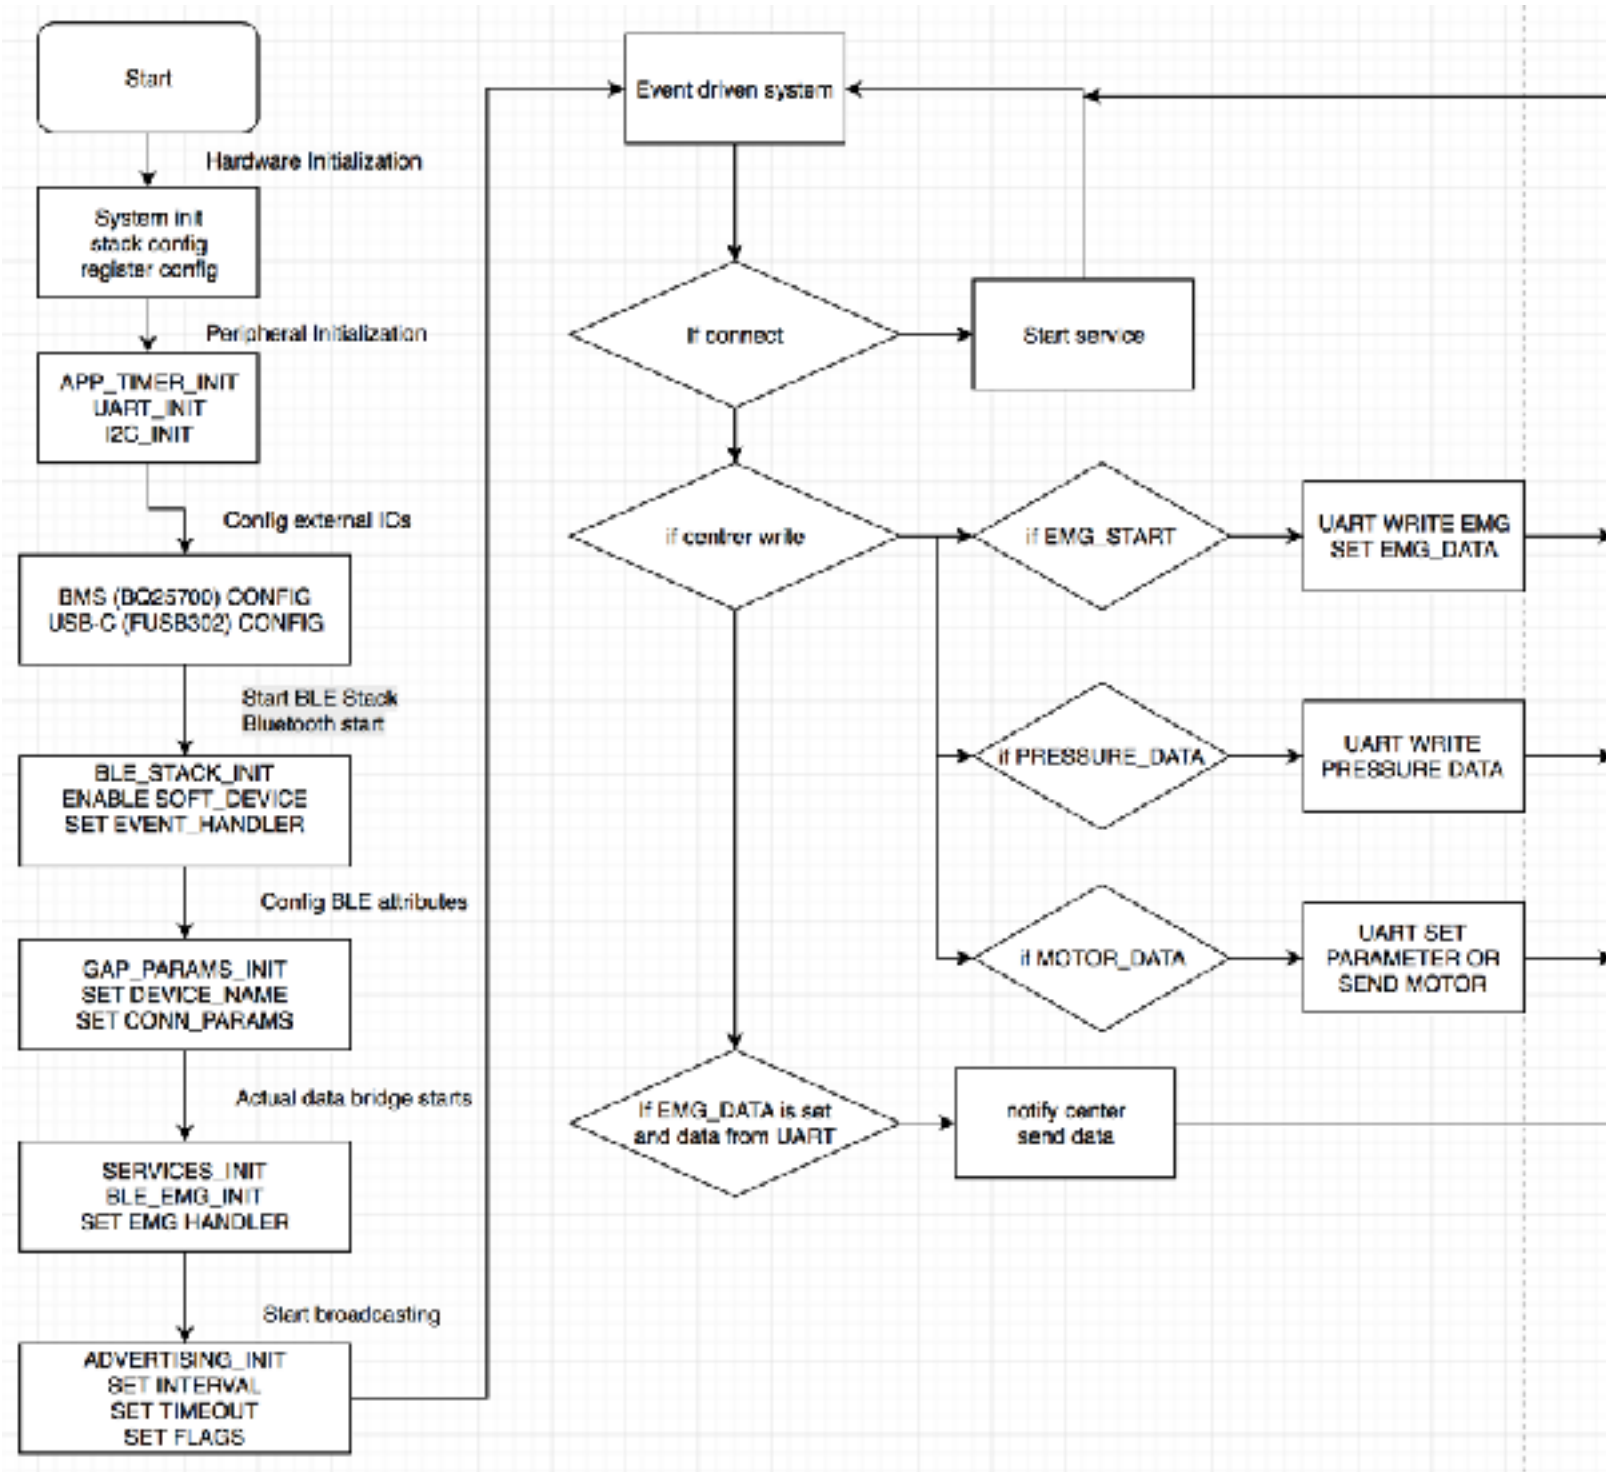 Start
Hardware Initialization
System init
stack config
register config
Peripheral Initialization
APP_TIMER_INIT
UART_INIT
I2C_INIT
Config external ICs
BMS (BQ25700) CONFIG
USB-C (FUSB302) CONFIG
Start BLE Stack
Bluetooth start
BLE_STACK_INIT
ENABLE SOFT_DEVICE
SET EVENT_HANDLER
Config BLE attributes
GAP_PARAMS_INIT
SET DEVICE_NAME
SET CONN_PARAMS
Actual data bridge starts
SERVICES_INIT
BLE_EMG_INIT
SET EMG HANDLER
Start broadcasting
ADVERTISING_INIT
SET INTERVAL
SET TIMEOUT
SET FLAGS
Event driven system
If connect
Start service
if centrer write
if EMG_START
UART WRITE EMG
SET EMG_DATA
if PRESSURE_DATA
UART WRITE
PRESSURE DATA
if MOTOR_DATA
UART SET
PARAMETER OR
SEND MOTOR
If EMG_DATA is set
and data from UART
notify center
send data